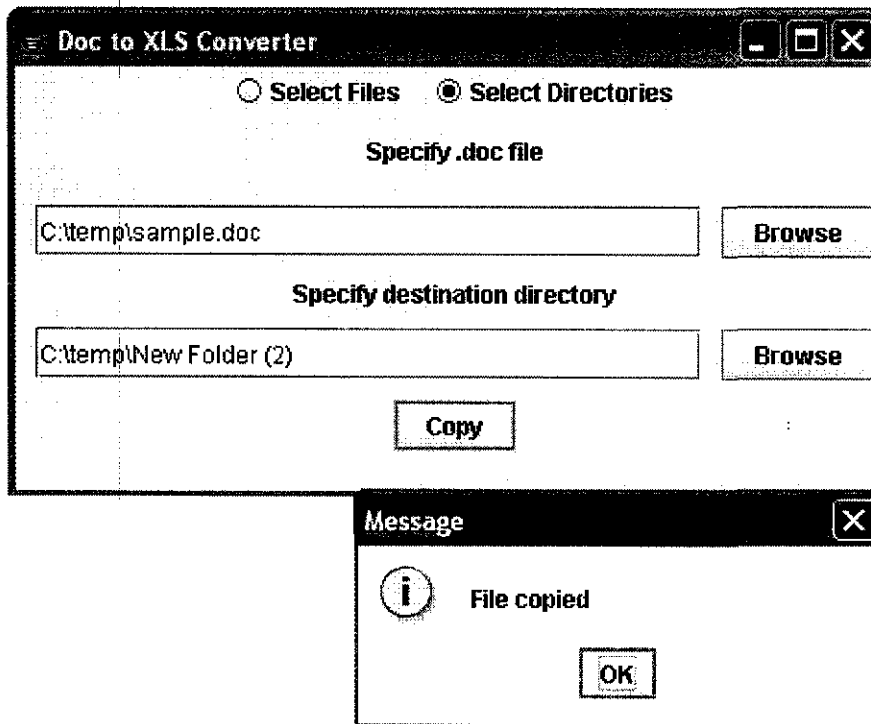 Doc to XLS Converter
Select Files Select Directories
Specify .doc file
C:\temp\sample.doc Browse
Specify destination directory
C:\temp\New Folder (2) Browse
Copy
Message
File copied
OK